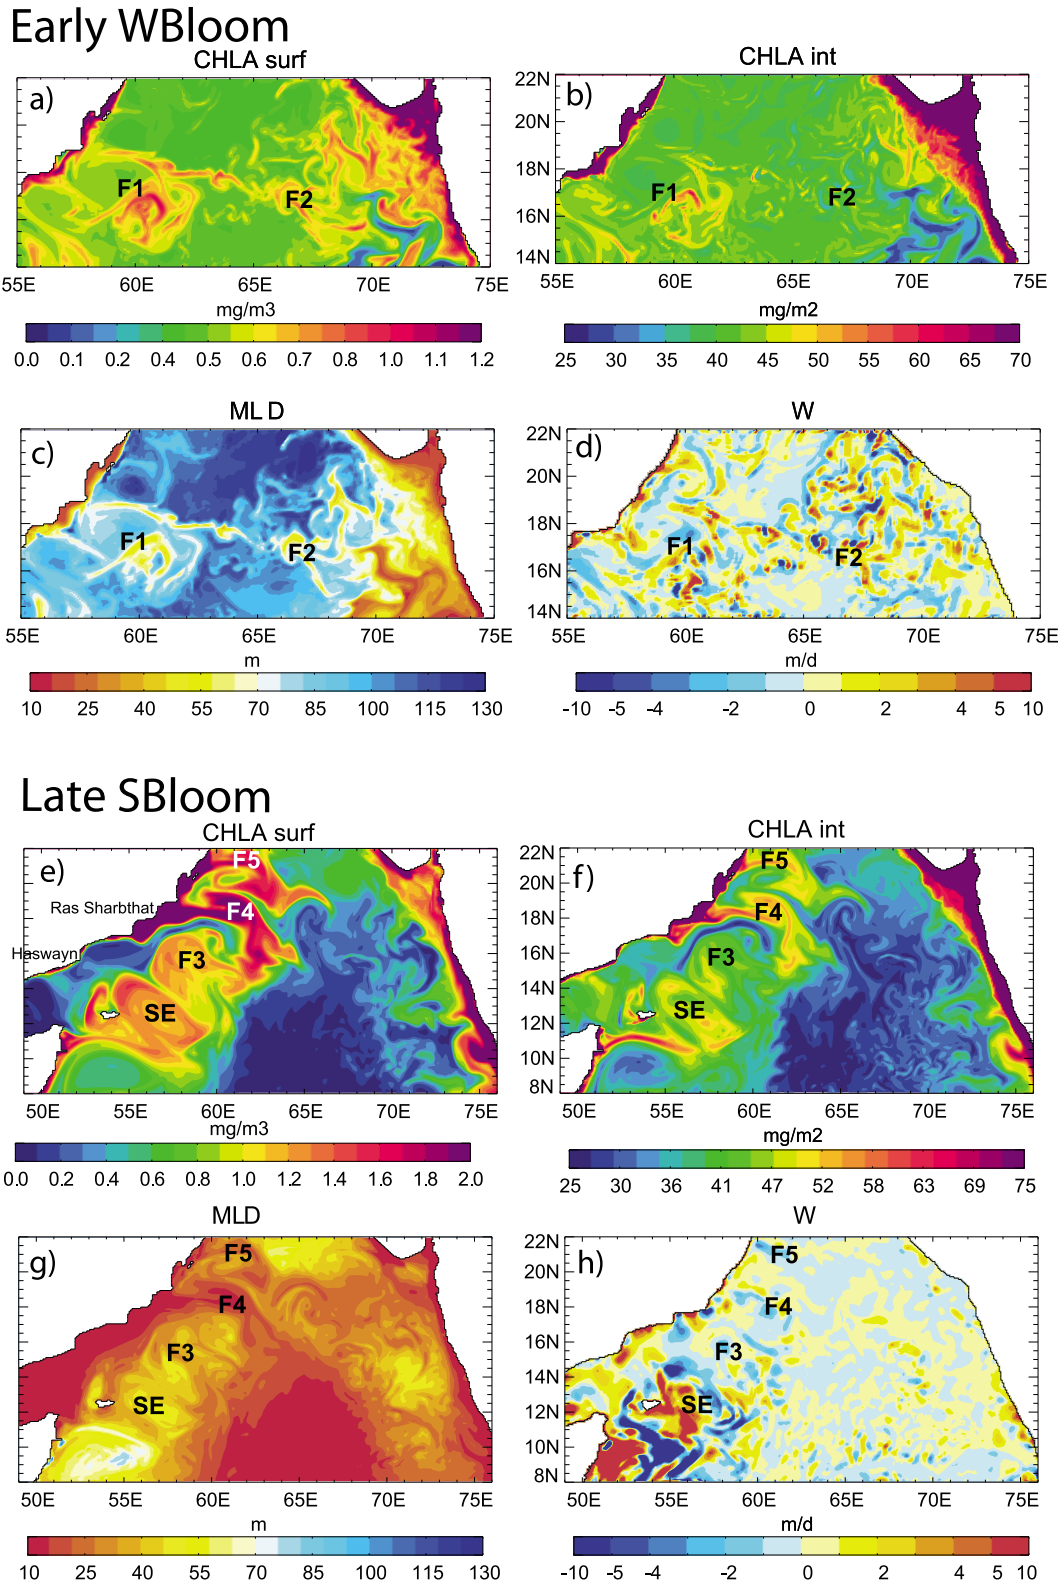 Early WBloom
CHLA surf
CHLA int
a)
F1
F2
55E 60E 65E 70E 75E
mg/m3
0.0 0.1 0.2 0.4 0.5 0.6 0.7 0.8 1.0 1.1 1.2
b)
22N
20N
18N
16N
14N
F1
F2
55E 60E 65E 70E 75E
mg/m2
25 30 35 40 45 50 55 60 65 70
MLD
W
c)
F1
F2
55E 60E 65E 70E 75E
m
10 25 40 55 70 85 100 115 130
d)
22N
20N
18N
16N
14N
F1
F2
55E 60E 65E 70E 75E
m/d
-10 -5 -4 -2 0 2 4 5 10
Late SBloom
CHLA surf
CHLA int
e)
F5
Ras Sharbthat
F4
Haswayn
F3
SE
50E 55E 60E 65E 70E 75E
mg/m3
0.0 0.2 0.4 0.6 0.8 1.0 1.2 1.4 1.6 1.8 2.0
f)
22N
20N
18N
16N
14N
12N
10N
8N
F5
F4
F3
SE
50E 55E 60E 65E 70E 75E
mg/m2
25 30 36 41 47 52 58 63 69 75
MLD
W
g)
F5
F4
F3
SE
50E 55E 60E 65E 70E 75E
m
10 25 40 55 70 85 100 115 130
h)
22N
20N
18N
16N
14N
12N
10N
8N
F5
F4
F3
SE
50E 55E 60E 65E 70E 75E
m/d
-10 -5 -4 -2 0 2 4 5 10